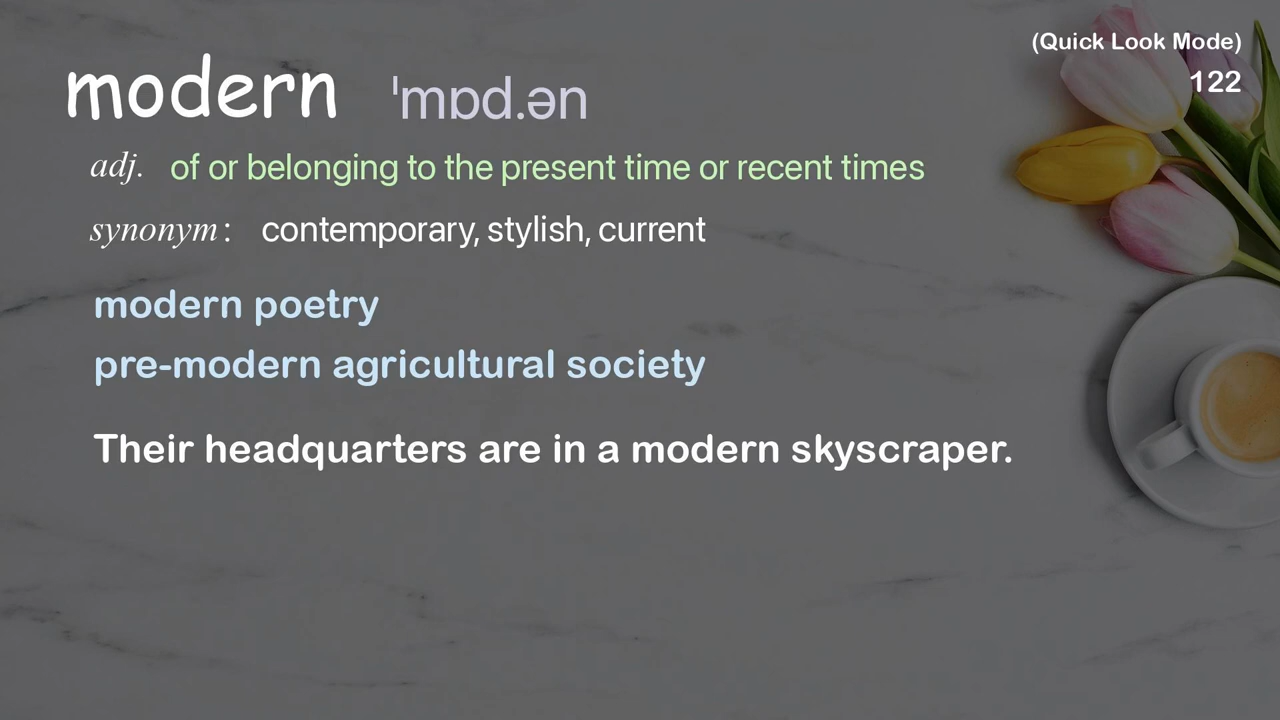 (Quick Look Mode)
122
modern ˈmɒd.ən
adj. of or belonging to the present time or recent times
synonym: contemporary, stylish, current
modern poetry
pre-modern agricultural society
Their headquarters are in a modern skyscraper.